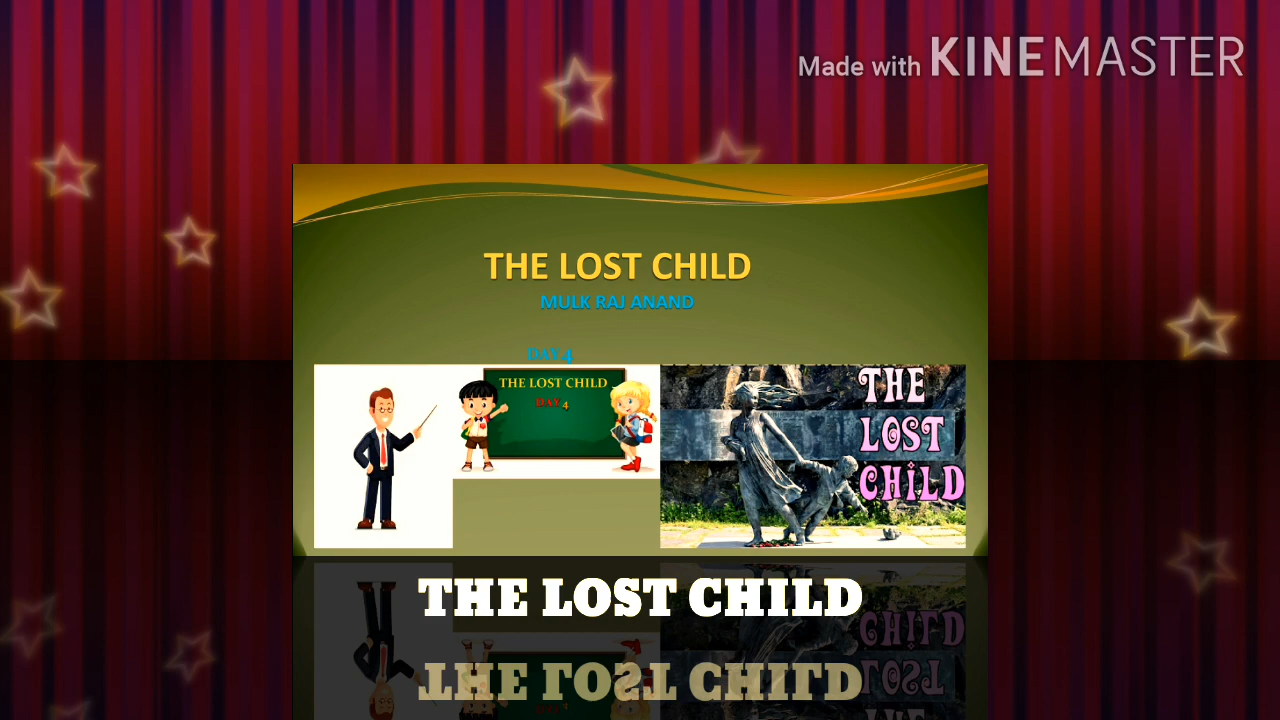 Made with KINEMASTER
THE LOST CHILD
MULK RAJ ANAND
DAY 4
THE LOST CHILD
DAY 4
THE
LOST
CHILD
THE LOST CHILD